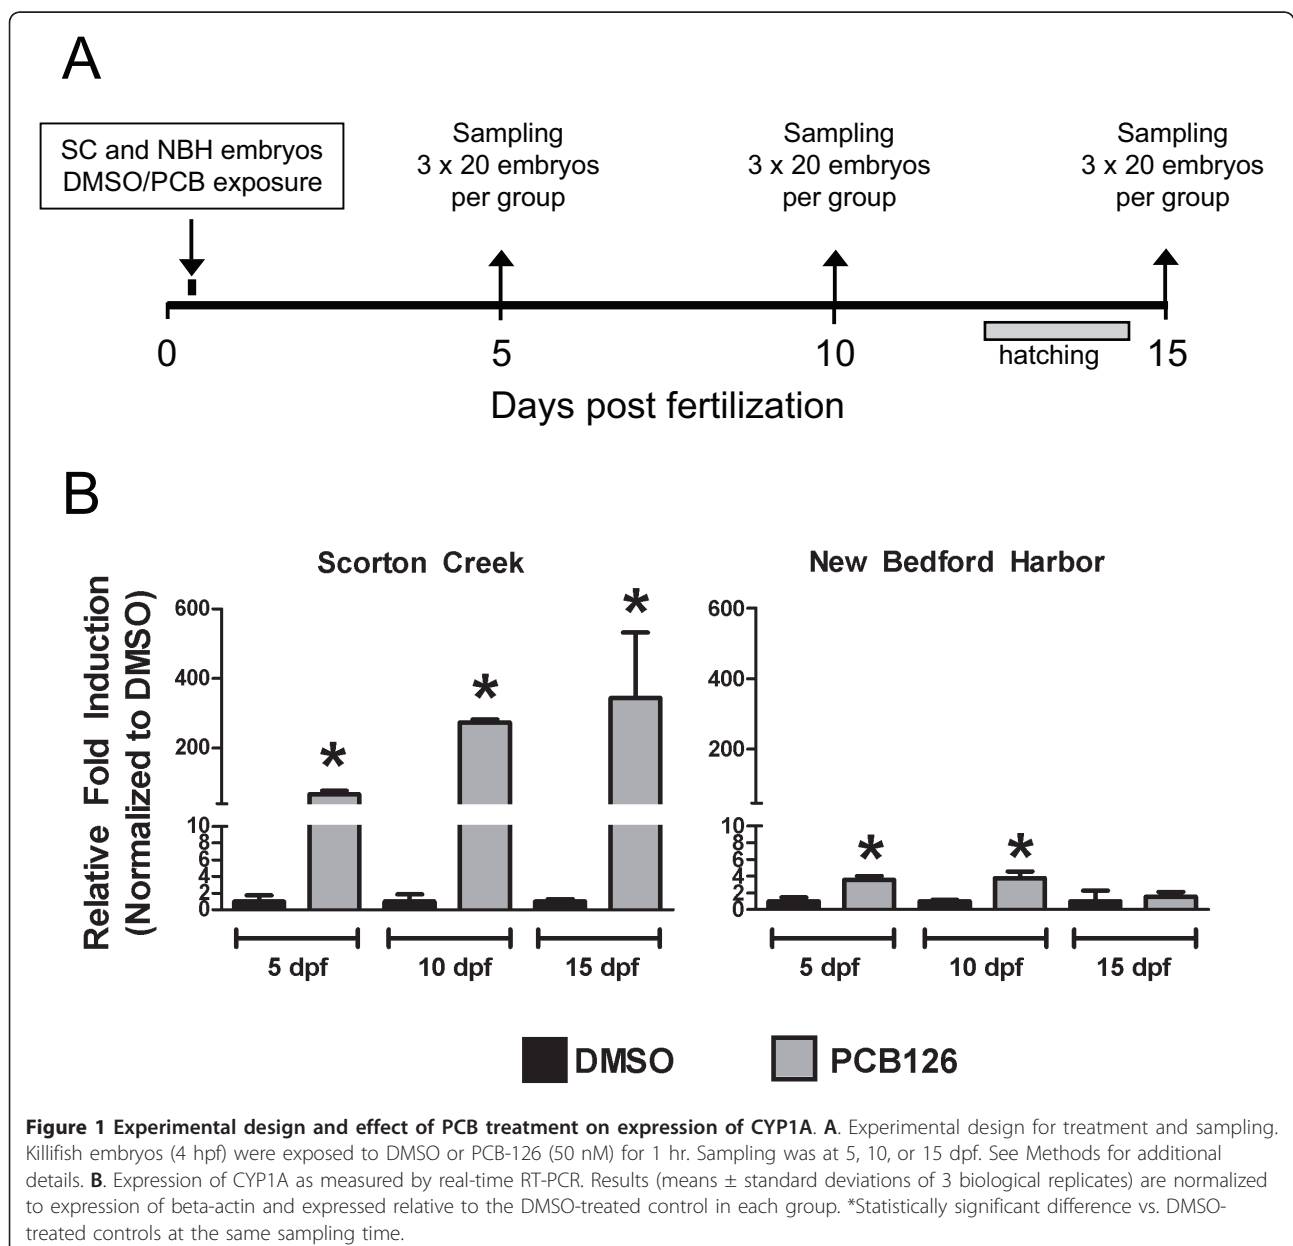 A
SC and NBH embryos
DMSO/PCB exposure
Sampling
3 x 20 embryos
per group
Sampling
3 x 20 embryos
per group
Sampling
3 x 20 embryos
per group
0
5
10
15
hatching
Days post fertilization
B
Scorton Creek
New Bedford Harbor
Relative Fold Induction
(Normalized to DMSO)
600
400
200
10
8
6
4
2
0
*
*
*
5 dpf
10 dpf
15 dpf
600
400
200
10
8
6
4
2
0
*
*
5 dpf
10 dpf
15 dpf
DMSO
PCB126
Figure 1 Experimental design and effect of PCB treatment on expression of CYP1A. A. Experimental design for treatment and sampling.
Killifish embryos (4 hpf) were exposed to DMSO or PCB-126 (50 nM) for 1 hr. Sampling was at 5, 10, or 15 dpf. See Methods for additional
details. B. Expression of CYP1A as measured by real-time RT-PCR. Results (means ± standard deviations of 3 biological replicates) are normalized
to expression of beta-actin and expressed relative to the DMSO-treated control in each group. *Statistically significant difference vs. DMSO-
treated controls at the same sampling time.